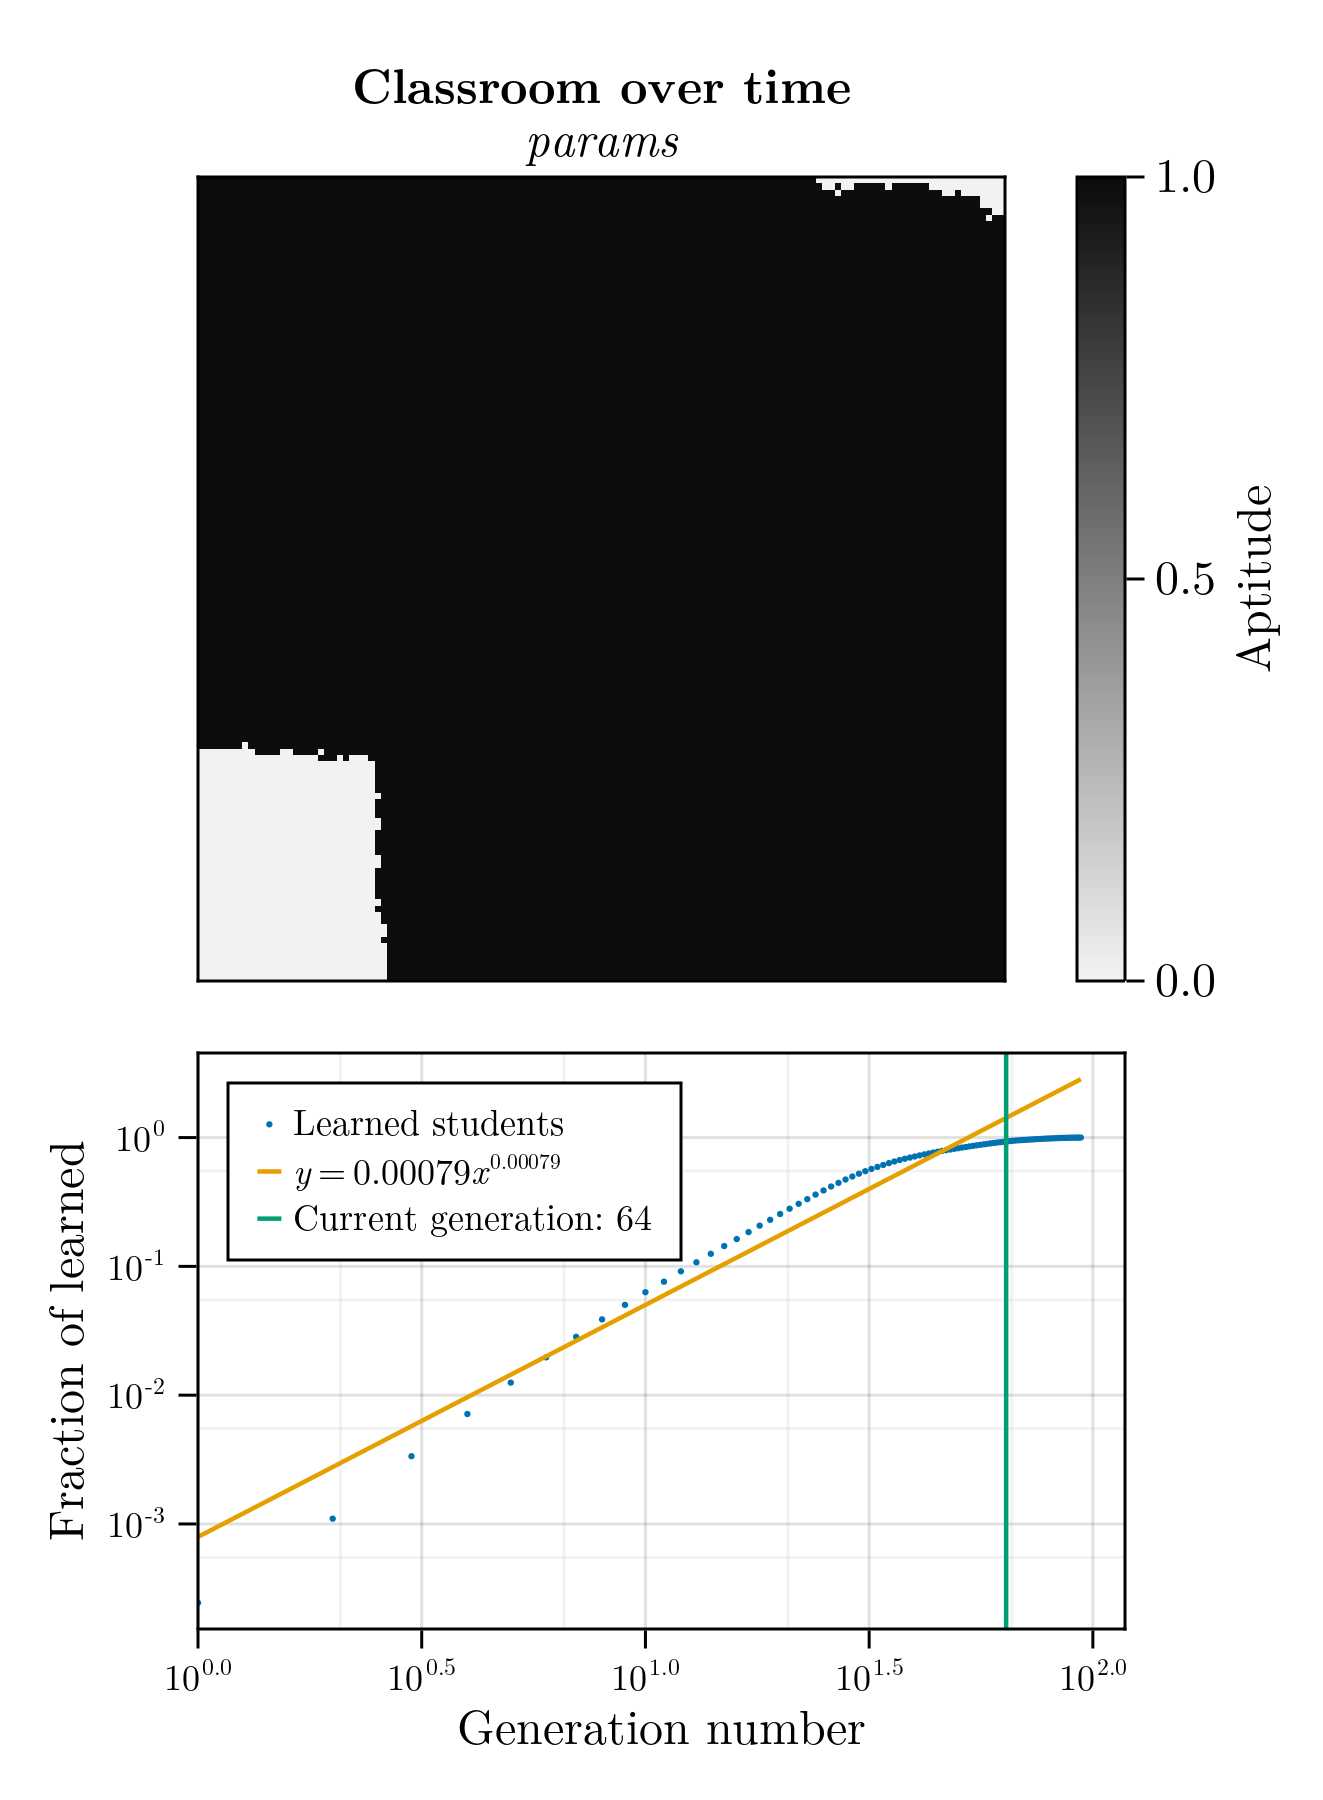 Classroom over time
params
1.0
0.5
0.0
Aptitude
Learned students
y = 0.00079x^0.00079
Current generation: 64
10^0
10^-1
10^-2
10^-3
Fraction of learned
10^0.0
10^0.5
10^1.0
10^1.5
10^2.0
Generation number